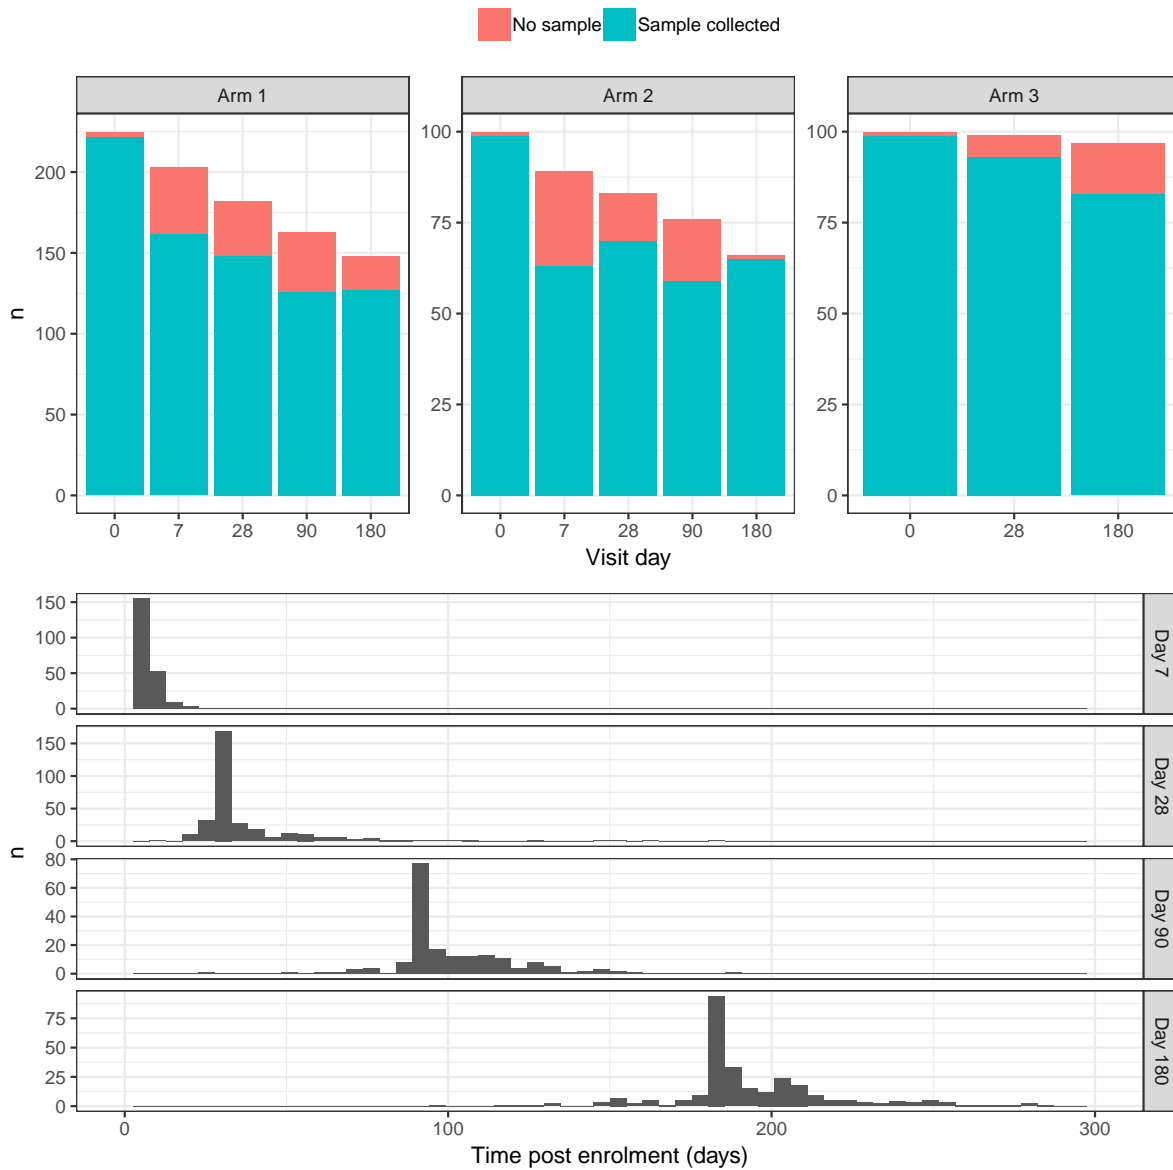 No sample Sample collected
Arm 1 Arm 2 Arm 3
200
150
100
50
0
100
75
50
25
0
100
75
50
25
0
n
0 7 28 90 180
0 7 28 90 180
0 28 180
Visit day
150
100
50
0
Day 7
150
100
50
0
Day 28
n
80
60
40
20
0
Day 90
75
50
25
0
Day 180
0 100 200 300
Time post enrolment (days)